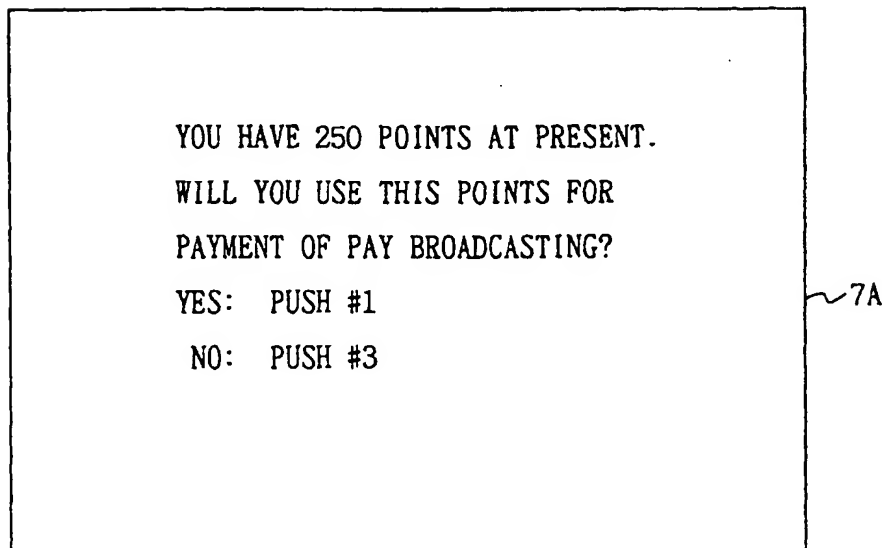 YOU HAVE 250 POINTS AT PRESENT.
WILL YOU USE THIS POINTS FOR
PAYMENT OF PAY BROADCASTING?
YES: PUSH #1
NO: PUSH #3
7A